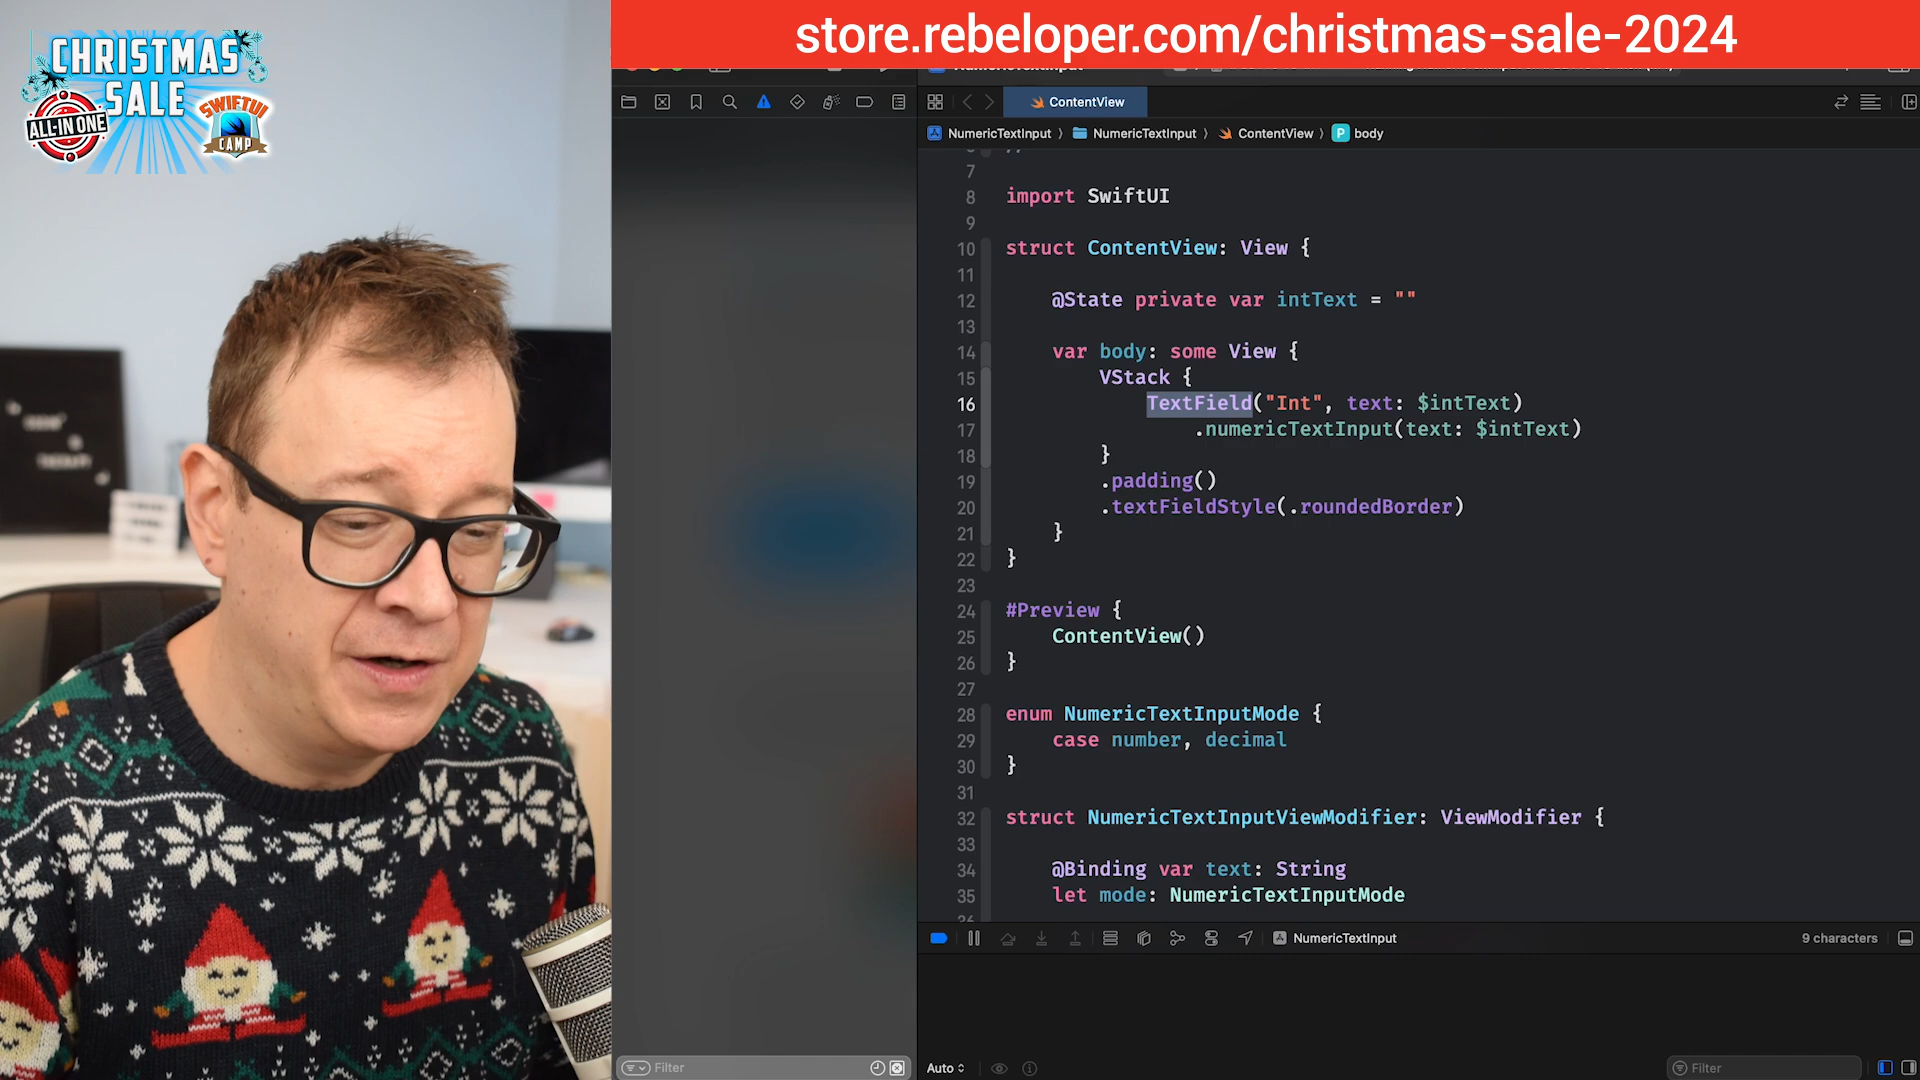 store.rebeloper.com/christmas-sale-2024
CHRISTMAS
SALE
ALL-IN ONE
SWIFTUI
CAMP
ContentView
NumericTextInput
NumericTextInput
ContentView
P body
7
8 import SwiftUI
9
10 struct ContentView: View {
11
12 @State private var intText = ""
13
14 var body: some View {
15 VStack {
16 TextField("Int", text: $intText)
17 .numericTextInput(text: $intText)
18 }
19 .padding()
20 .textFieldStyle(.roundedBorder)
21 }
22 }
23
24 #Preview {
25 ContentView()
26 }
27
28 enum NumericTextInputMode {
29 case number, decimal
30 }
31
32 struct NumericTextInputViewModifier: ViewModifier {
33
34 @Binding var text: String
35 let mode: NumericTextInputMode
NumericTextInput
9 characters
Filter
Auto
Filter